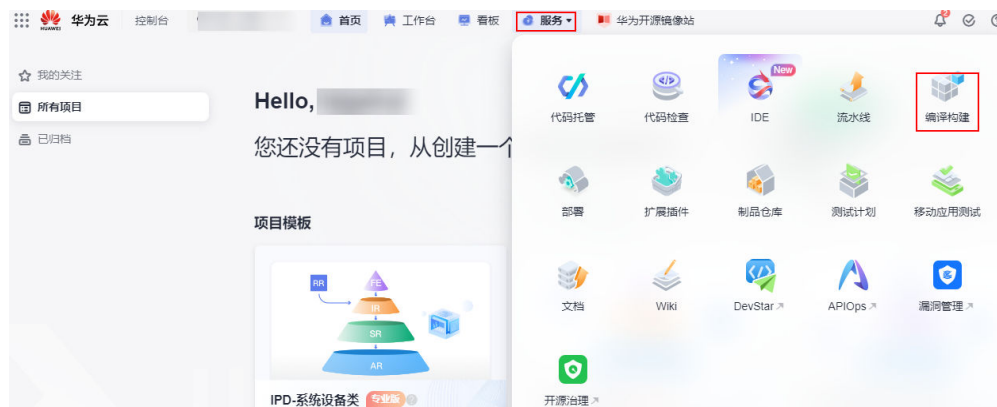 HUAWEI 华为云 控制台 首页 工作台 看板 服务 华为开源镜像站
我的关注
所有项目
已归档
Hello,
您还没有项目，从创建一个
项目模板
RR
FE
IR
SR
AR
IPD-系统设备类 专业版
New
代码托管 代码检查 IDE 流水线 编译构建
部署 扩展插件 制品仓库 测试计划 移动应用测试
文档 Wiki DevStar APIOps 漏洞管理
开源治理